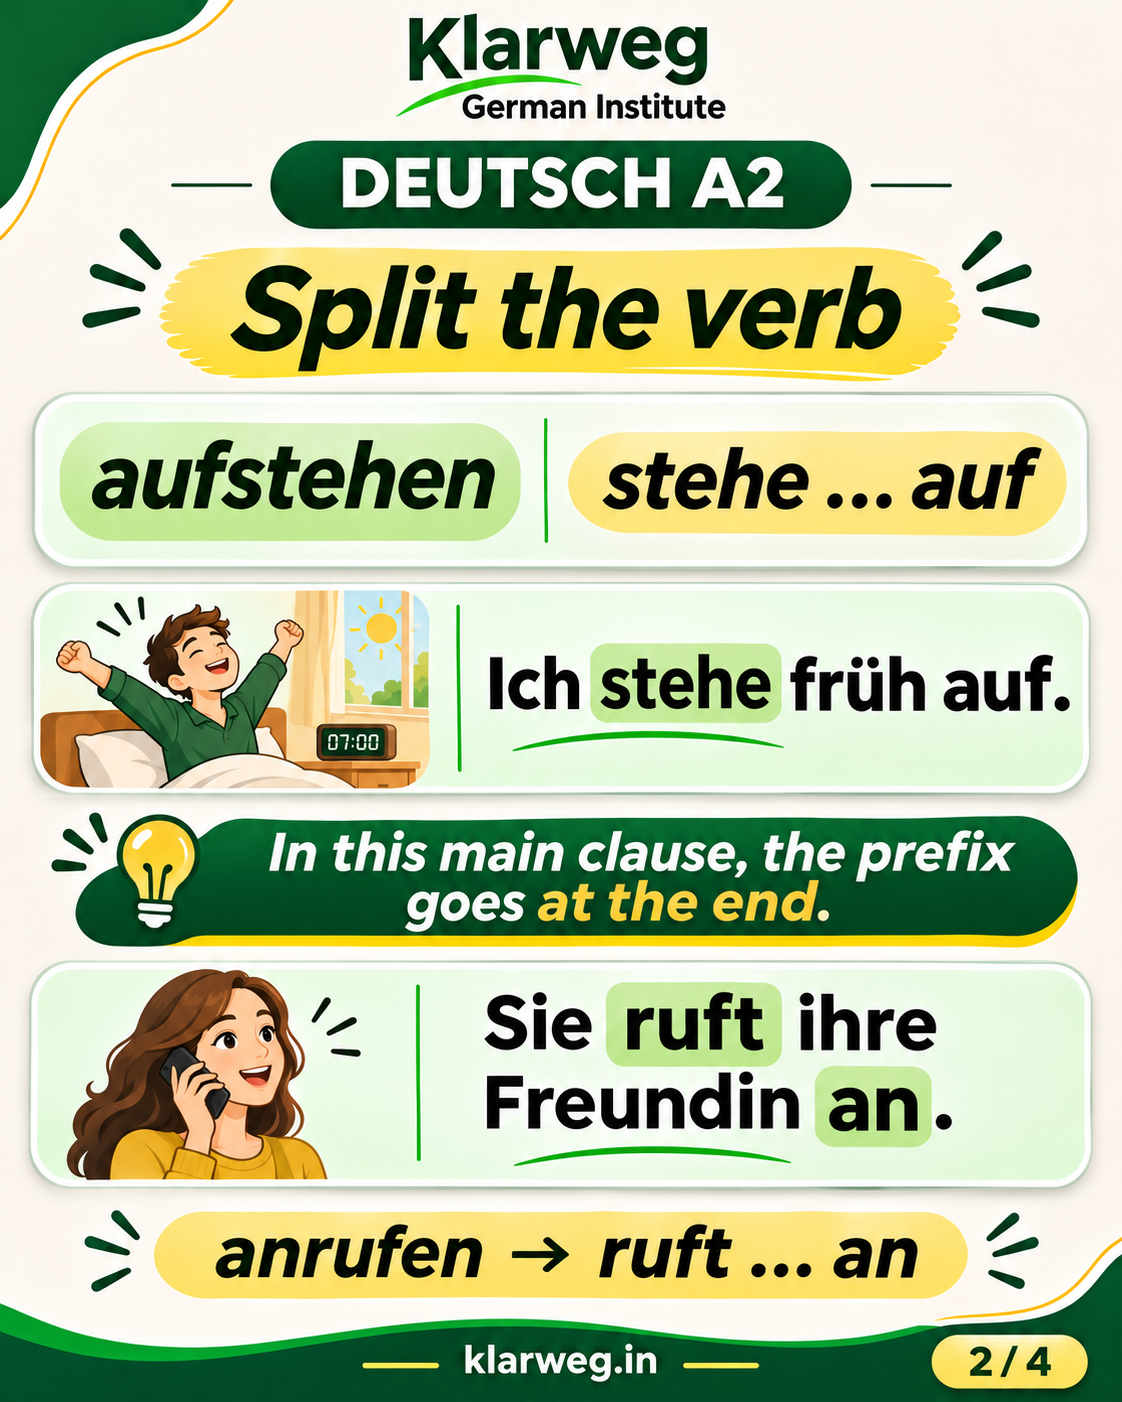 Klarweg
German Institute
DEUTSCH A2
Split the verb
aufstehen
stehe ... auf
07:00
Ich stehe früh auf.
In this main clause, the prefix
goes at the end.
Sie ruft ihre
Freundin an.
anrufen → ruft ... an
klarweg.in
2 / 4